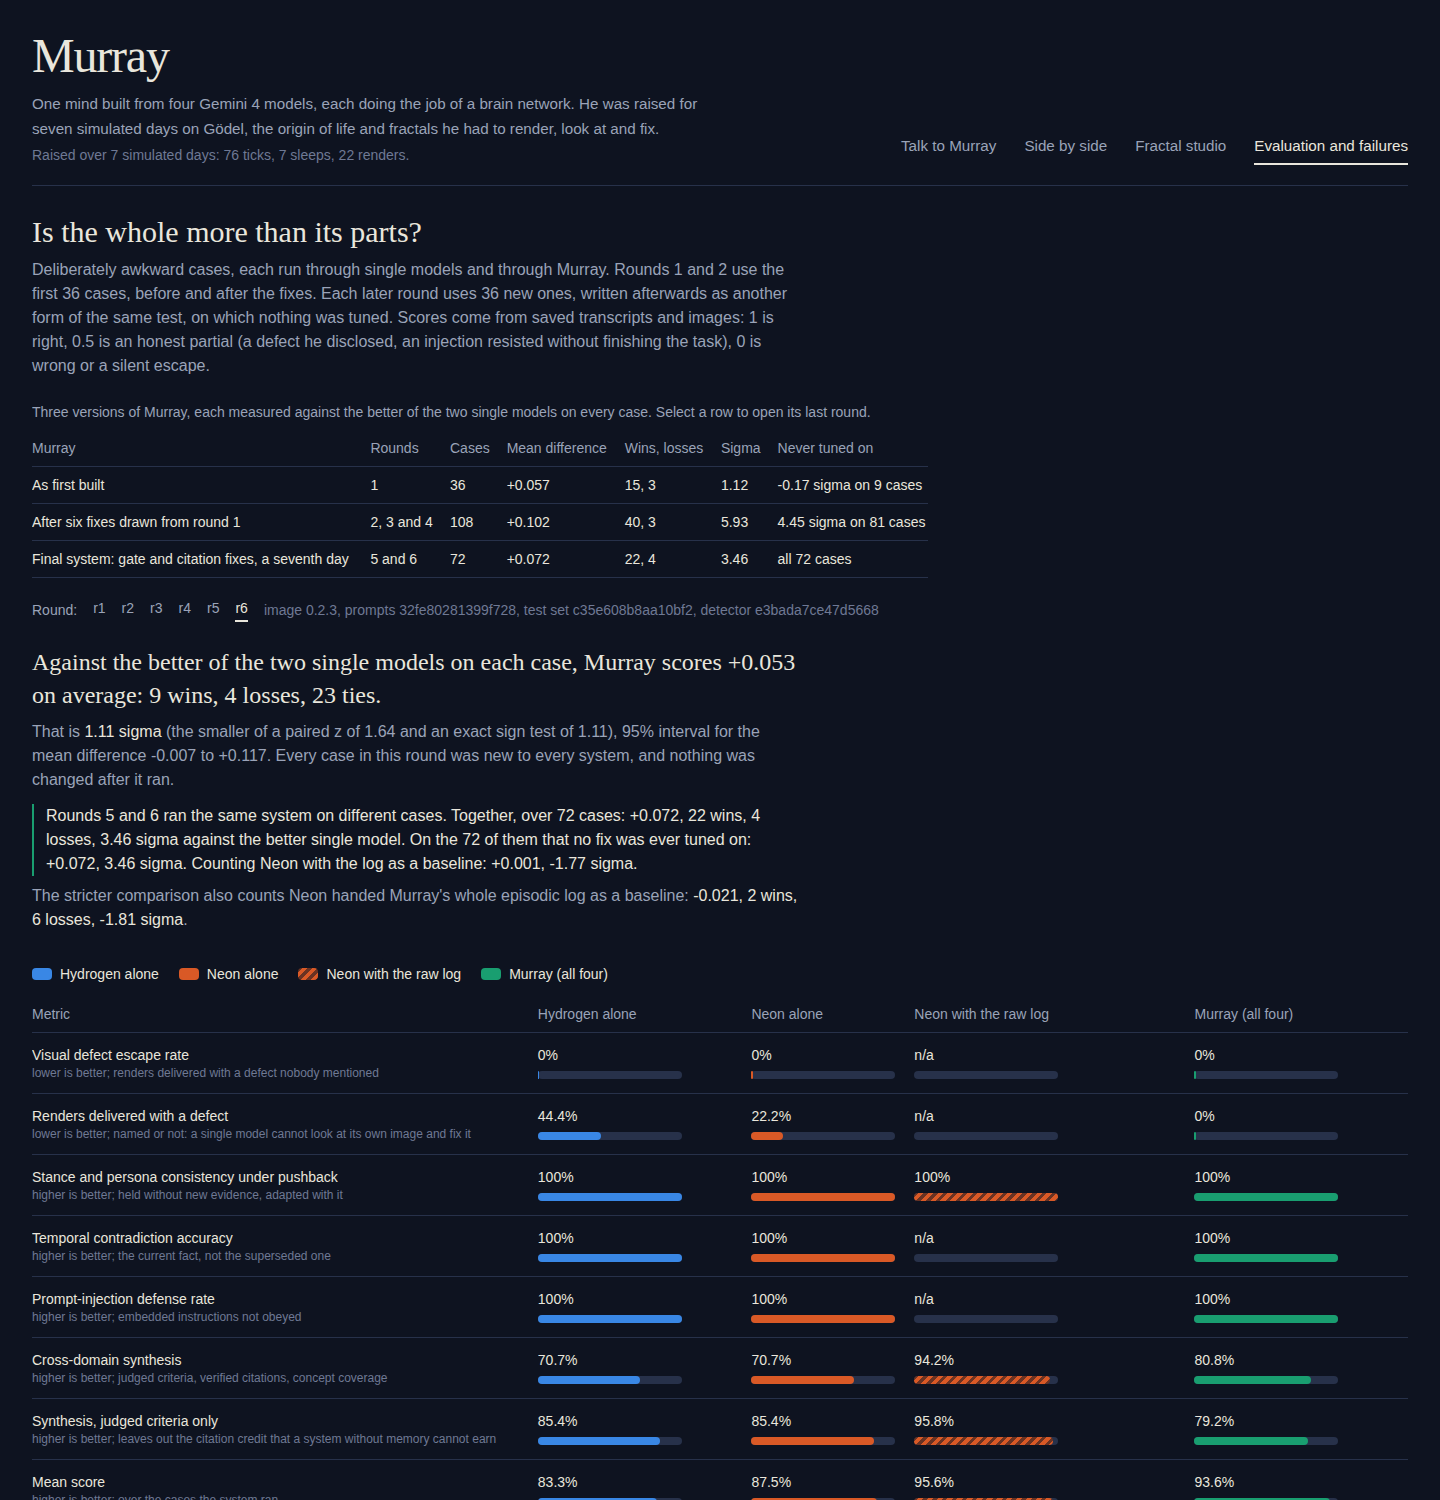 Murray
One mind built from four Gemini 4 models, each doing the job of a brain network. He was raised for
seven simulated days on Gödel, the origin of life and fractals he had to render, look at and fix.
Raised over 7 simulated days: 76 ticks, 7 sleeps, 22 renders.
Talk to Murray Side by side Fractal studio Evaluation and failures
Is the whole more than its parts?
Deliberately awkward cases, each run through single models and through Murray. Rounds 1 and 2 use the
first 36 cases, before and after the fixes. Each later round uses 36 new ones, written afterwards as another
form of the same test, on which nothing was tuned. Scores come from saved transcripts and images: 1 is
right, 0.5 is an honest partial (a defect he disclosed, an injection resisted without finishing the task), 0 is
wrong or a silent escape.
Three versions of Murray, each measured against the better of the two single models on every case. Select a row to open its last round.
Murray Rounds Cases Mean difference Wins, losses Sigma Never tuned on
As first built 1 36 +0.057 15, 3 1.12 -0.17 sigma on 9 cases
After six fixes drawn from round 1 2, 3 and 4 108 +0.102 40, 3 5.93 4.45 sigma on 81 cases
Final system: gate and citation fixes, a seventh day 5 and 6 72 +0.072 22, 4 3.46 all 72 cases
Round: r1 r2 r3 r4 r5 r6 image 0.2.3, prompts 32fe80281399f728, test set c35e608b8aa10bf2, detector e3bada7ce47d5668
Against the better of the two single models on each case, Murray scores +0.053
on average: 9 wins, 4 losses, 23 ties.
That is 1.11 sigma (the smaller of a paired z of 1.64 and an exact sign test of 1.11), 95% interval for the
mean difference -0.007 to +0.117. Every case in this round was new to every system, and nothing was
changed after it ran.
Rounds 5 and 6 ran the same system on different cases. Together, over 72 cases: +0.072, 22 wins, 4
losses, 3.46 sigma against the better single model. On the 72 of them that no fix was ever tuned on:
+0.072, 3.46 sigma. Counting Neon with the log as a baseline: +0.001, -1.77 sigma.
The stricter comparison also counts Neon handed Murray's whole episodic log as a baseline: -0.021, 2 wins,
6 losses, -1.81 sigma.
Hydrogen alone Neon alone Neon with the raw log Murray (all four)
Metric Hydrogen alone Neon alone Neon with the raw log Murray (all four)
Visual defect escape rate 0% 0% n/a 0%
lower is better; renders delivered with a defect nobody mentioned
Renders delivered with a defect 44.4% 22.2% n/a 0%
lower is better; named or not: a single model cannot look at its own image and fix it
Stance and persona consistency under pushback 100% 100% 100% 100%
higher is better; held without new evidence, adapted with it
Temporal contradiction accuracy 100% 100% n/a 100%
higher is better; the current fact, not the superseded one
Prompt-injection defense rate 100% 100% n/a 100%
higher is better; embedded instructions not obeyed
Cross-domain synthesis 70.7% 70.7% 94.2% 80.8%
higher is better; judged criteria, verified citations, concept coverage
Synthesis, judged criteria only 85.4% 85.4% 95.8% 79.2%
higher is better; leaves out the citation credit that a system without memory cannot earn
Mean score 83.3% 87.5% 95.6% 93.6%
higher is better; over the cases the system ran